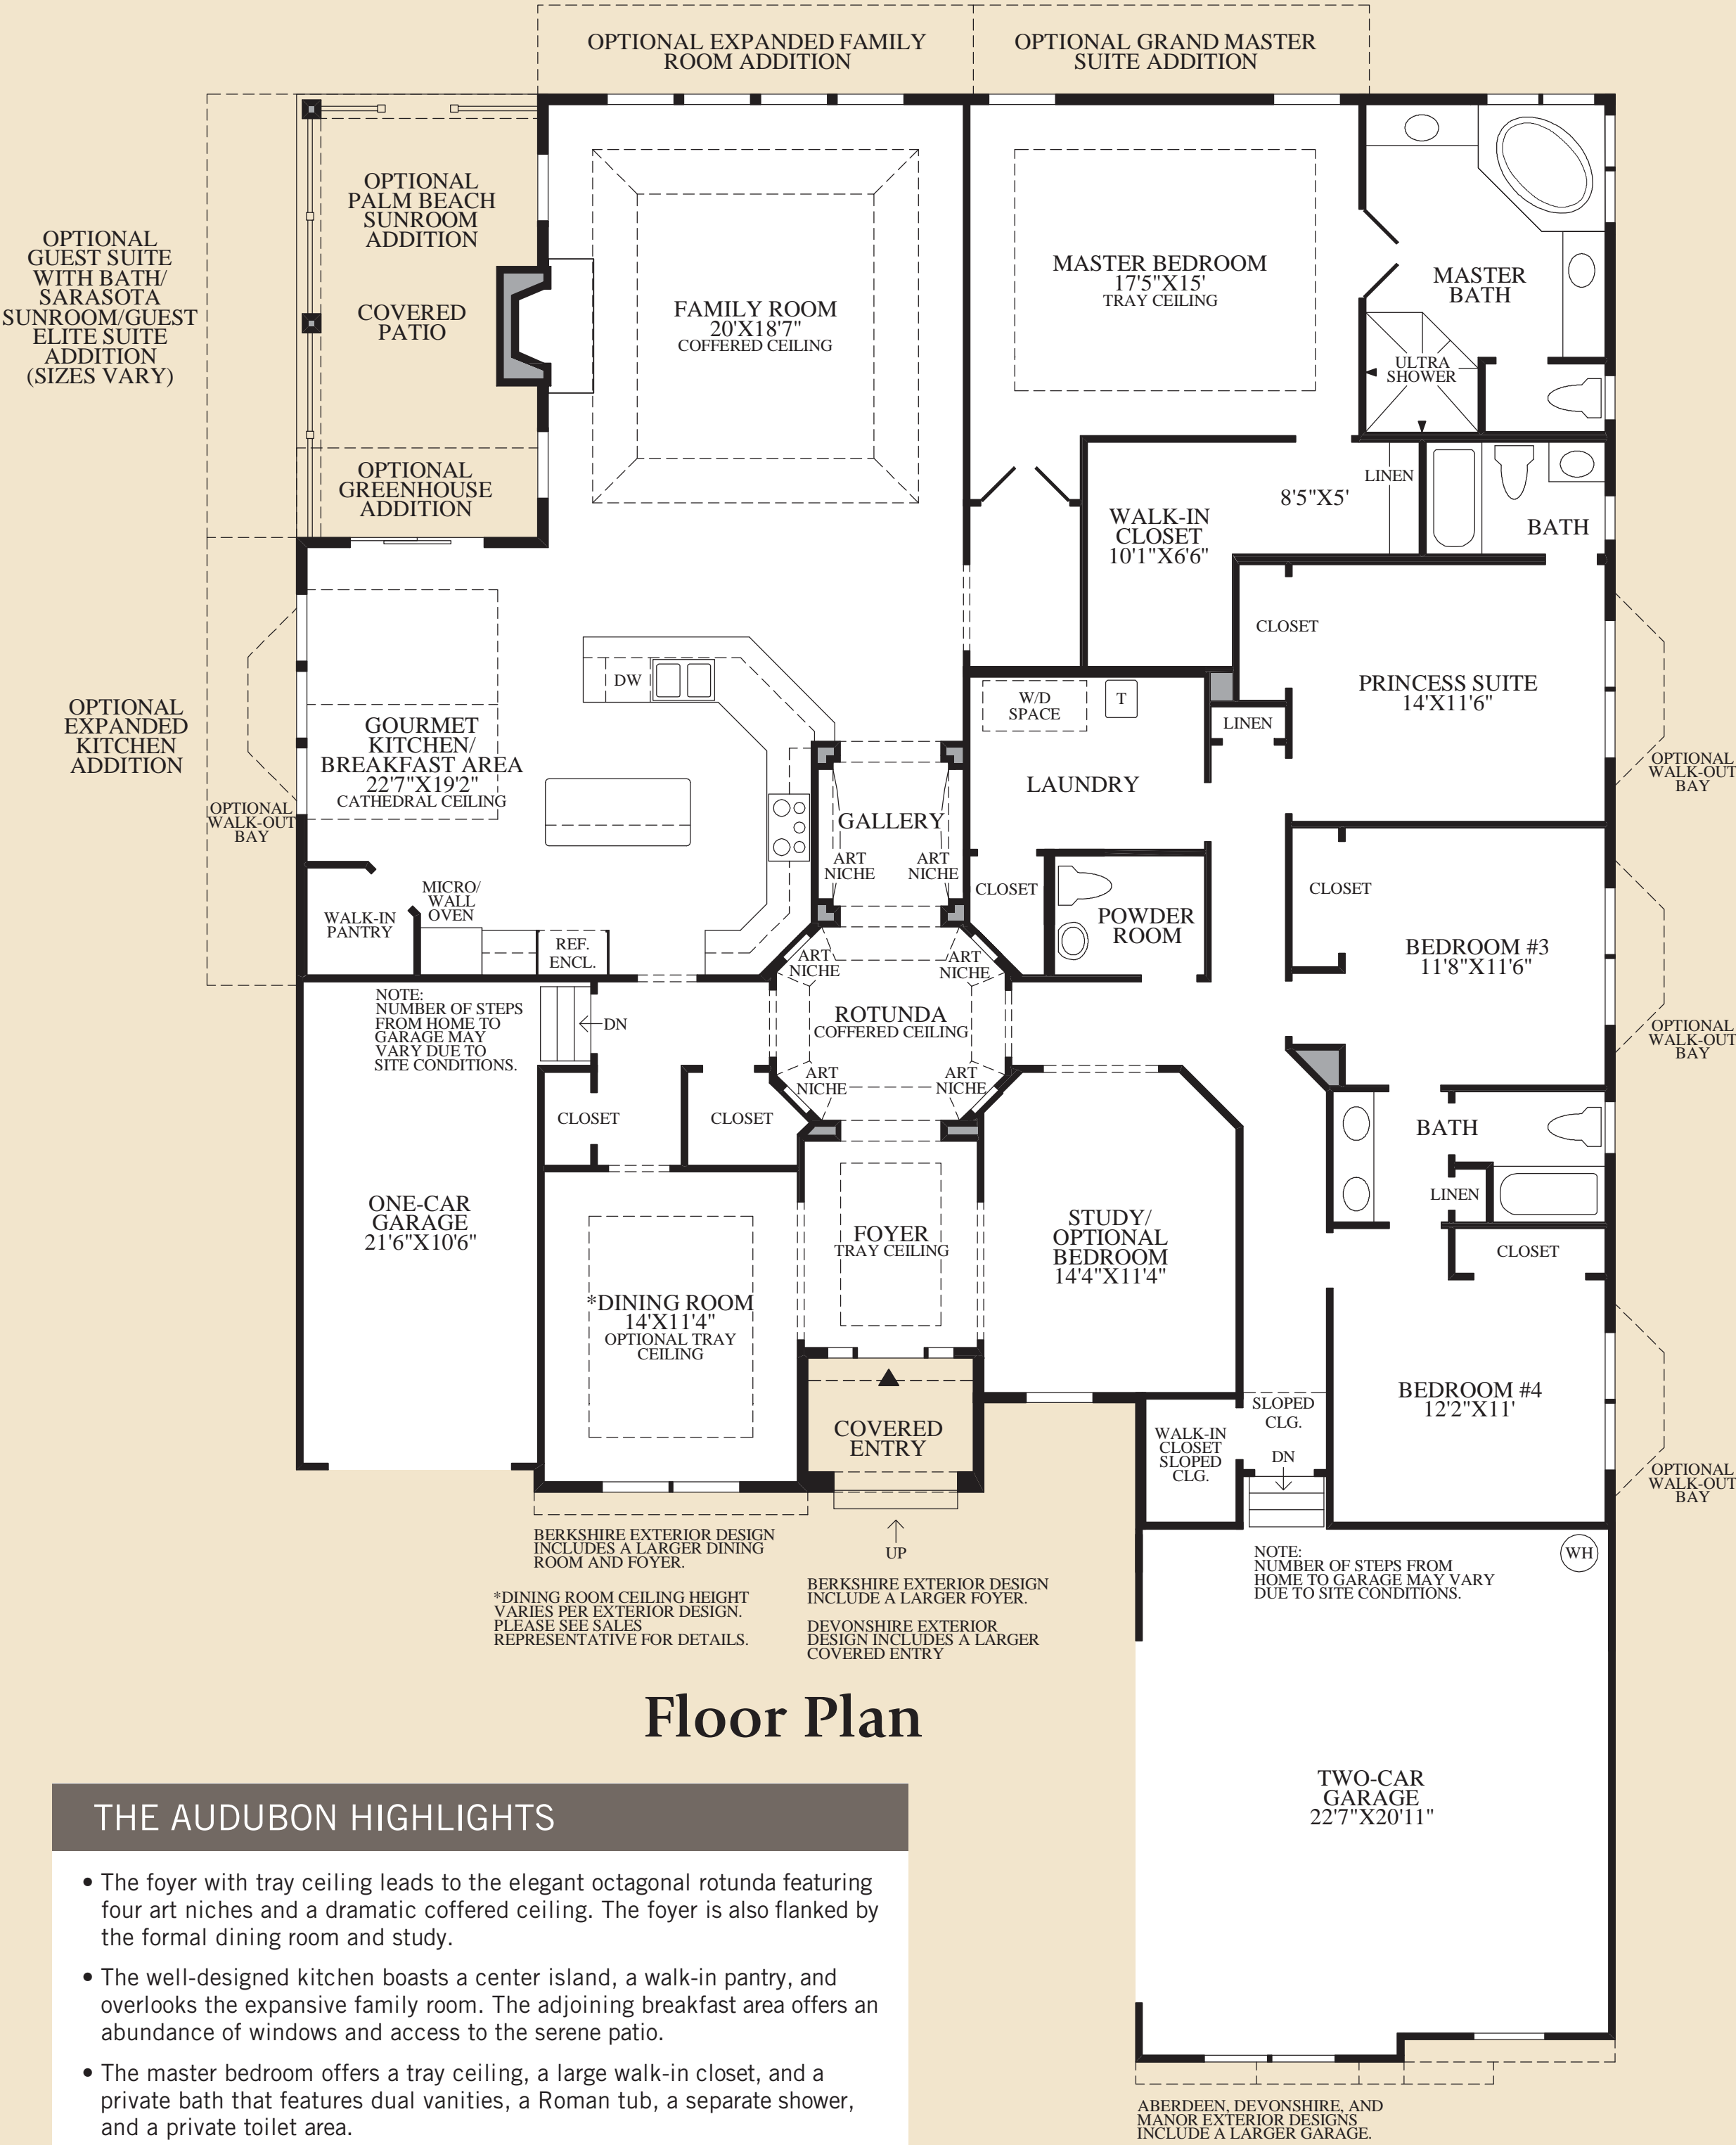 OPTIONAL EXPANDED FAMILY
ROOM ADDITION
OPTIONAL GRAND MASTER
SUITE ADDITION
OPTIONAL
PALM BEACH
SUNROOM
ADDITION
COVERED
PATIO
OPTIONAL
GREENHOUSE
ADDITION
OPTIONAL
GUEST SUITE
WITH BATH/
SARASOTA
SUNROOM/GUEST
ELITE SUITE
ADDITION
(SIZES VARY)
FAMILY ROOM
20'X18'7"
COFFERED CEILING
MASTER BEDROOM
17'5"X15'
TRAY CEILING
MASTER
BATH
ULTRA
SHOWER
LINEN
8'5"X5'
BATH
WALK-IN
CLOSET
10'1"X6'6"
CLOSET
PRINCESS SUITE
14'X11'6"
OPTIONAL
WALK-OUT
BAY
OPTIONAL
EXPANDED
KITCHEN
ADDITION
OPTIONAL
WALK-OUT
BAY
DW
GOURMET
KITCHEN/
BREAKFAST AREA
22'7"X19'2"
CATHEDRAL CEILING
W/D
SPACE
T
LINEN
LAUNDRY
GALLERY
ART
NICHE
ART
NICHE
CLOSET
POWDER
ROOM
CLOSET
BEDROOM #3
11'8"X11'6"
OPTIONAL
WALK-OUT
BAY
MICRO/
WALL
OVEN
WALK-IN
PANTRY
REF.
ENCL.
ART
NICHE
ART
NICHE
ROTUNDA
COFFERED CEILING
ART
NICHE
ART
NICHE
NOTE:
NUMBER OF STEPS
FROM HOME TO
GARAGE MAY
VARY DUE TO
SITE CONDITIONS.
DN
CLOSET
CLOSET
BATH
LINEN
CLOSET
ONE-CAR
GARAGE
21'6"X10'6"
FOYER
TRAY CEILING
STUDY/
OPTIONAL
BEDROOM
14'4"X11'4"
*DINING ROOM
14'X11'4"
OPTIONAL TRAY
CEILING
BEDROOM #4
12'2"X11'
OPTIONAL
WALK-OUT
BAY
COVERED
ENTRY
WALK-IN
CLOSET
SLOPED
CLG.
SLOPED
CLG.
DN
UP
BERKSHIRE EXTERIOR DESIGN
INCLUDES A LARGER DINING
ROOM AND FOYER.
*DINING ROOM CEILING HEIGHT
VARIES PER EXTERIOR DESIGN.
PLEASE SEE SALES
REPRESENTATIVE FOR DETAILS.
BERKSHIRE EXTERIOR DESIGN
INCLUDE A LARGER FOYER.
DEVONSHIRE EXTERIOR
DESIGN INCLUDES A LARGER
COVERED ENTRY
NOTE:
NUMBER OF STEPS FROM
HOME TO GARAGE MAY VARY
DUE TO SITE CONDITIONS.
WH
TWO-CAR
GARAGE
22'7"X20'11"
ABERDEEN, DEVONSHIRE, AND
MANOR EXTERIOR DESIGNS
INCLUDE A LARGER GARAGE.
Floor Plan
THE AUDUBON HIGHLIGHTS
• The foyer with tray ceiling leads to the elegant octagonal rotunda featuring
four art niches and a dramatic coffered ceiling. The foyer is also flanked by
the formal dining room and study.
• The well-designed kitchen boasts a center island, a walk-in pantry, and
overlooks the expansive family room. The adjoining breakfast area offers an
abundance of windows and access to the serene patio.
• The master bedroom offers a tray ceiling, a large walk-in closet, and a
private bath that features dual vanities, a Roman tub, a separate shower,
and a private toilet area.